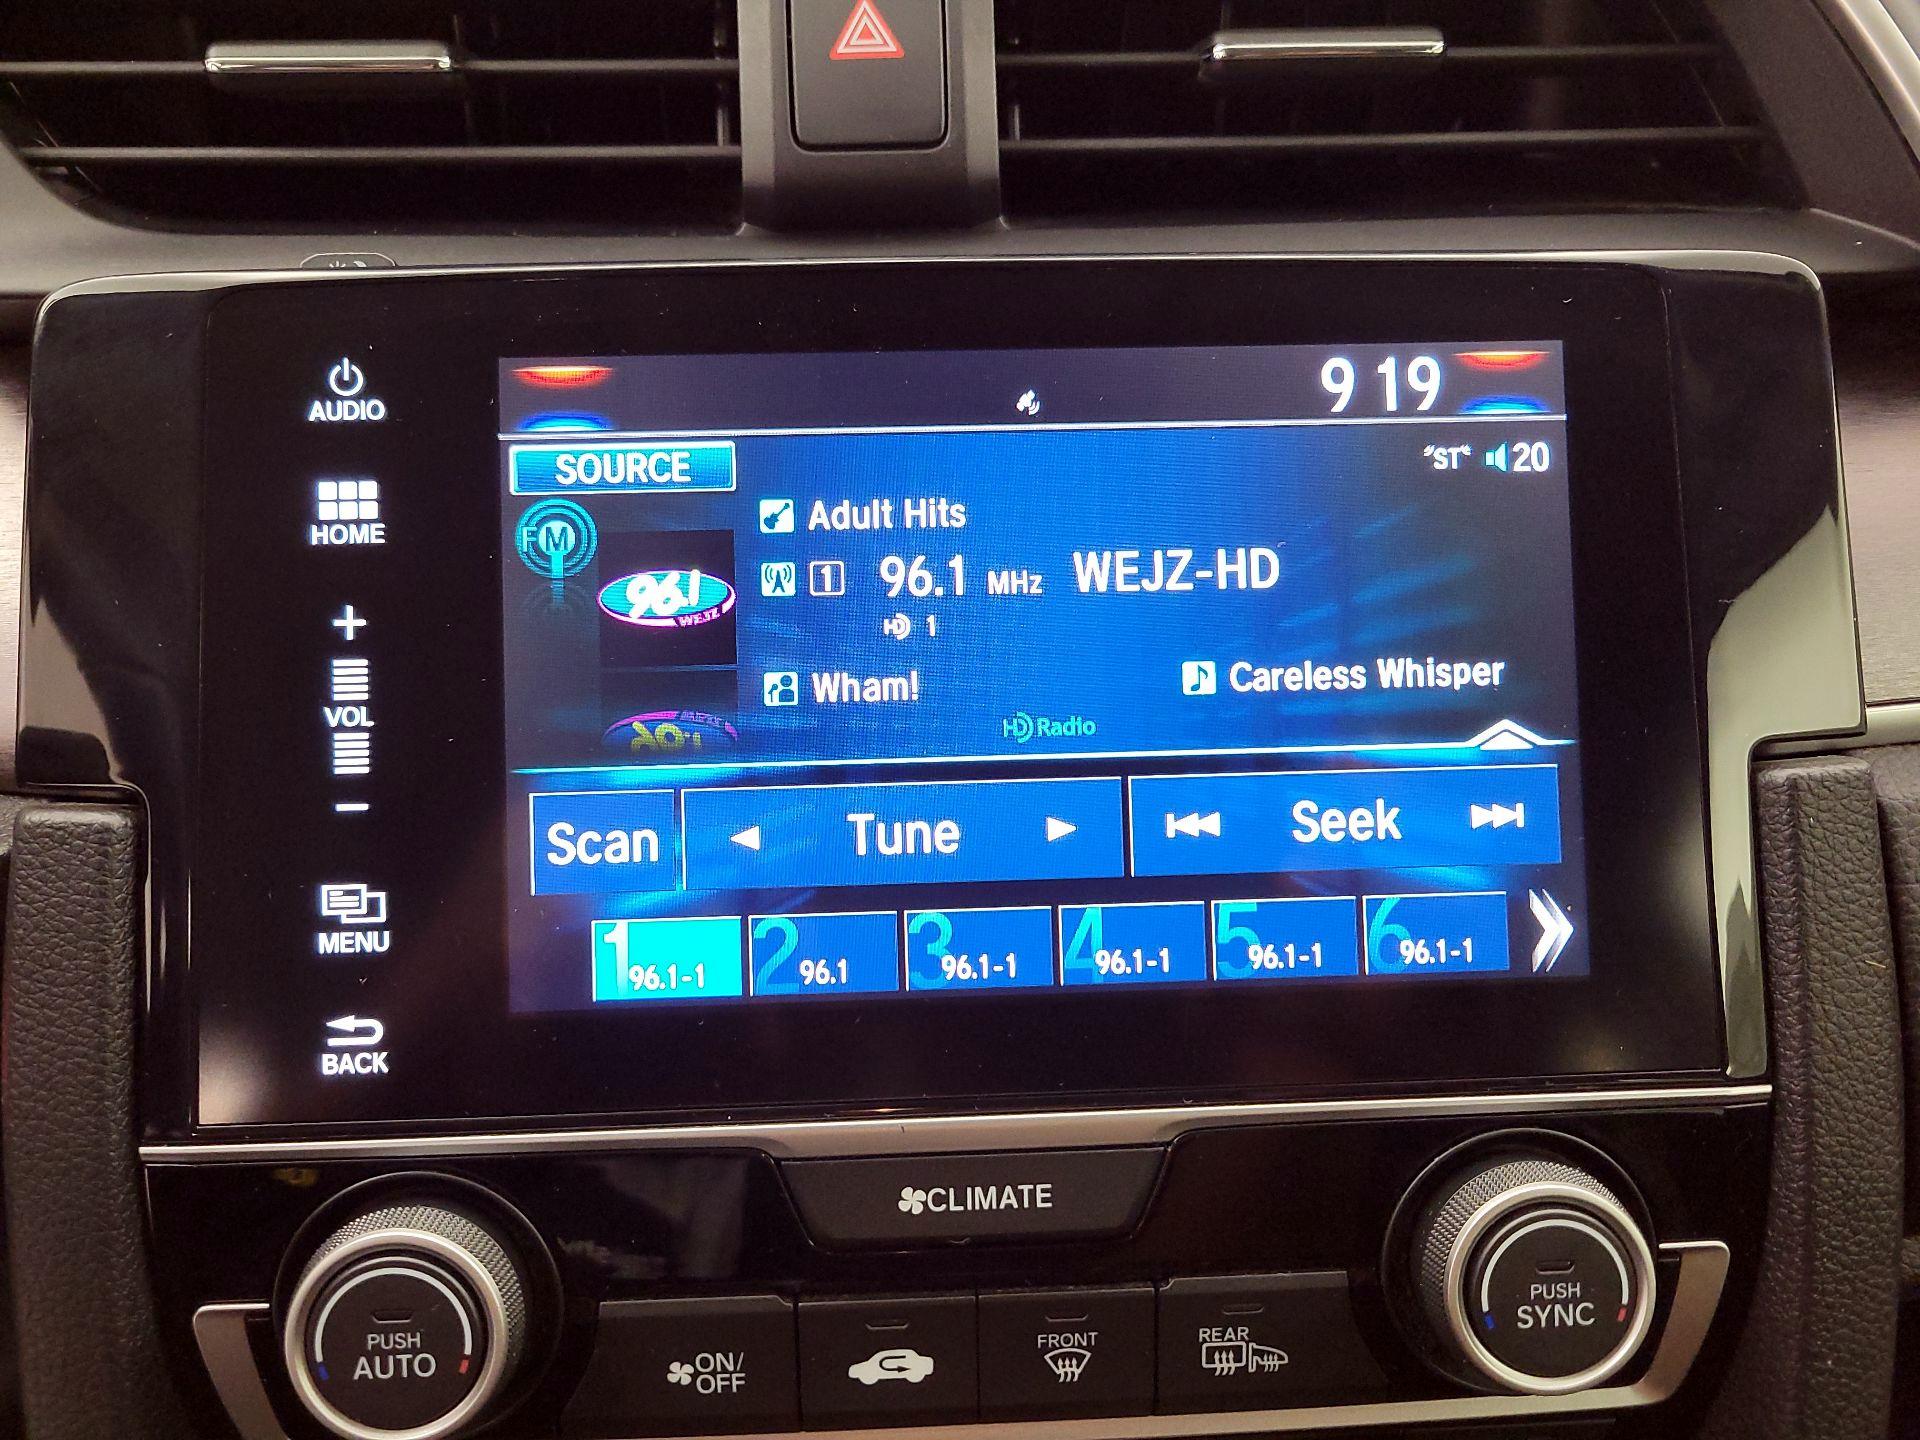 AUDIO
HOME
+
VOL
−
MENU
BACK
9 19
SOURCE
"ST" 20
FM
96.1
WEJZ
Adult Hits
1 96.1 MHz WEJZ-HD
HD 1
Wham! Careless Whisper
HD Radio
Scan Tune Seek
1 96.1-1
2 96.1
3 96.1-1
4 96.1-1
5 96.1-1
6 96.1-1
CLIMATE
PUSH
AUTO
ON/
OFF
FRONT
REAR
PUSH
SYNC